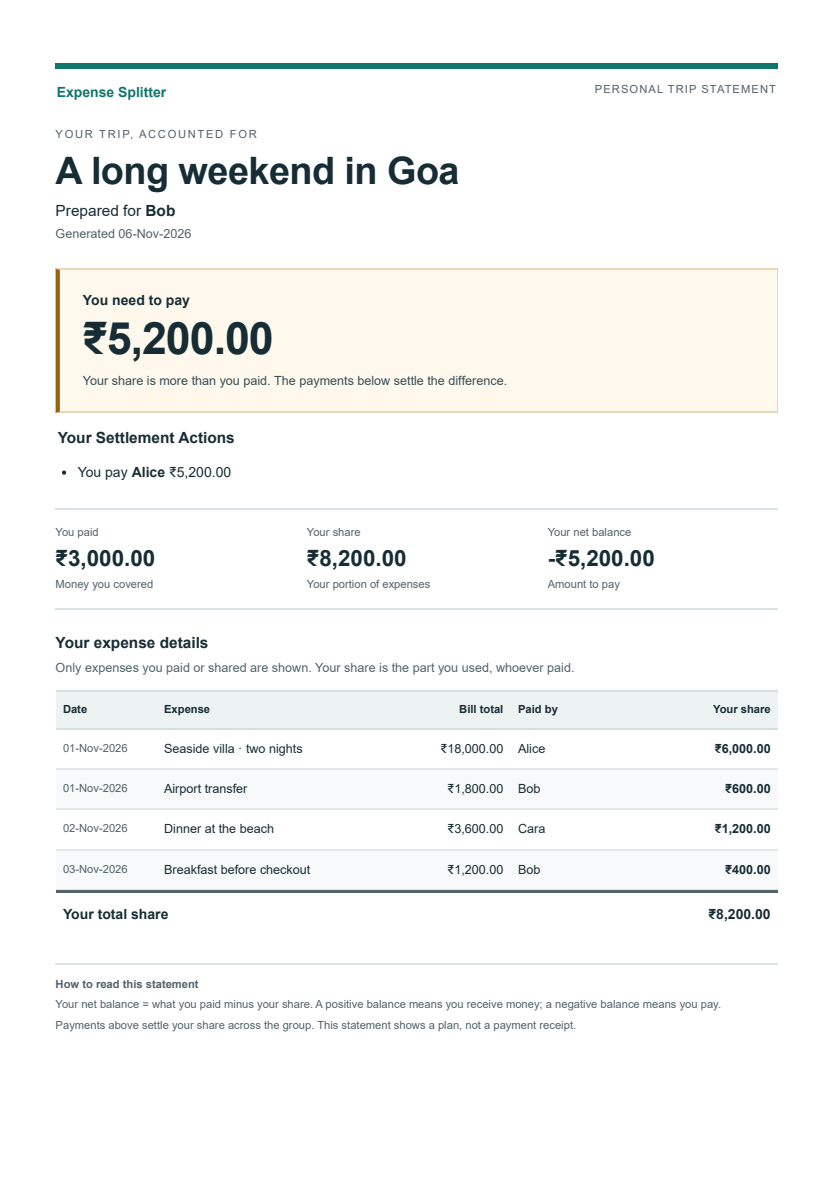 Expense Splitter
PERSONAL TRIP STATEMENT
YOUR TRIP, ACCOUNTED FOR
A long weekend in Goa
Prepared for Bob
Generated 06-Nov-2026
You need to pay
₹5,200.00
Your share is more than you paid. The payments below settle the difference.
Your Settlement Actions
• You pay Alice ₹5,200.00
You paid Your share Your net balance
₹3,000.00 ₹8,200.00 -₹5,200.00
Money you covered Your portion of expenses Amount to pay
Your expense details
Only expenses you paid or shared are shown. Your share is the part you used, whoever paid.
Date Expense Bill total Paid by Your share
01-Nov-2026 Seaside villa · two nights ₹18,000.00 Alice ₹6,000.00
01-Nov-2026 Airport transfer ₹1,800.00 Bob ₹600.00
02-Nov-2026 Dinner at the beach ₹3,600.00 Cara ₹1,200.00
03-Nov-2026 Breakfast before checkout ₹1,200.00 Bob ₹400.00
Your total share ₹8,200.00
How to read this statement
Your net balance = what you paid minus your share. A positive balance means you receive money; a negative balance means you pay.
Payments above settle your share across the group. This statement shows a plan, not a payment receipt.